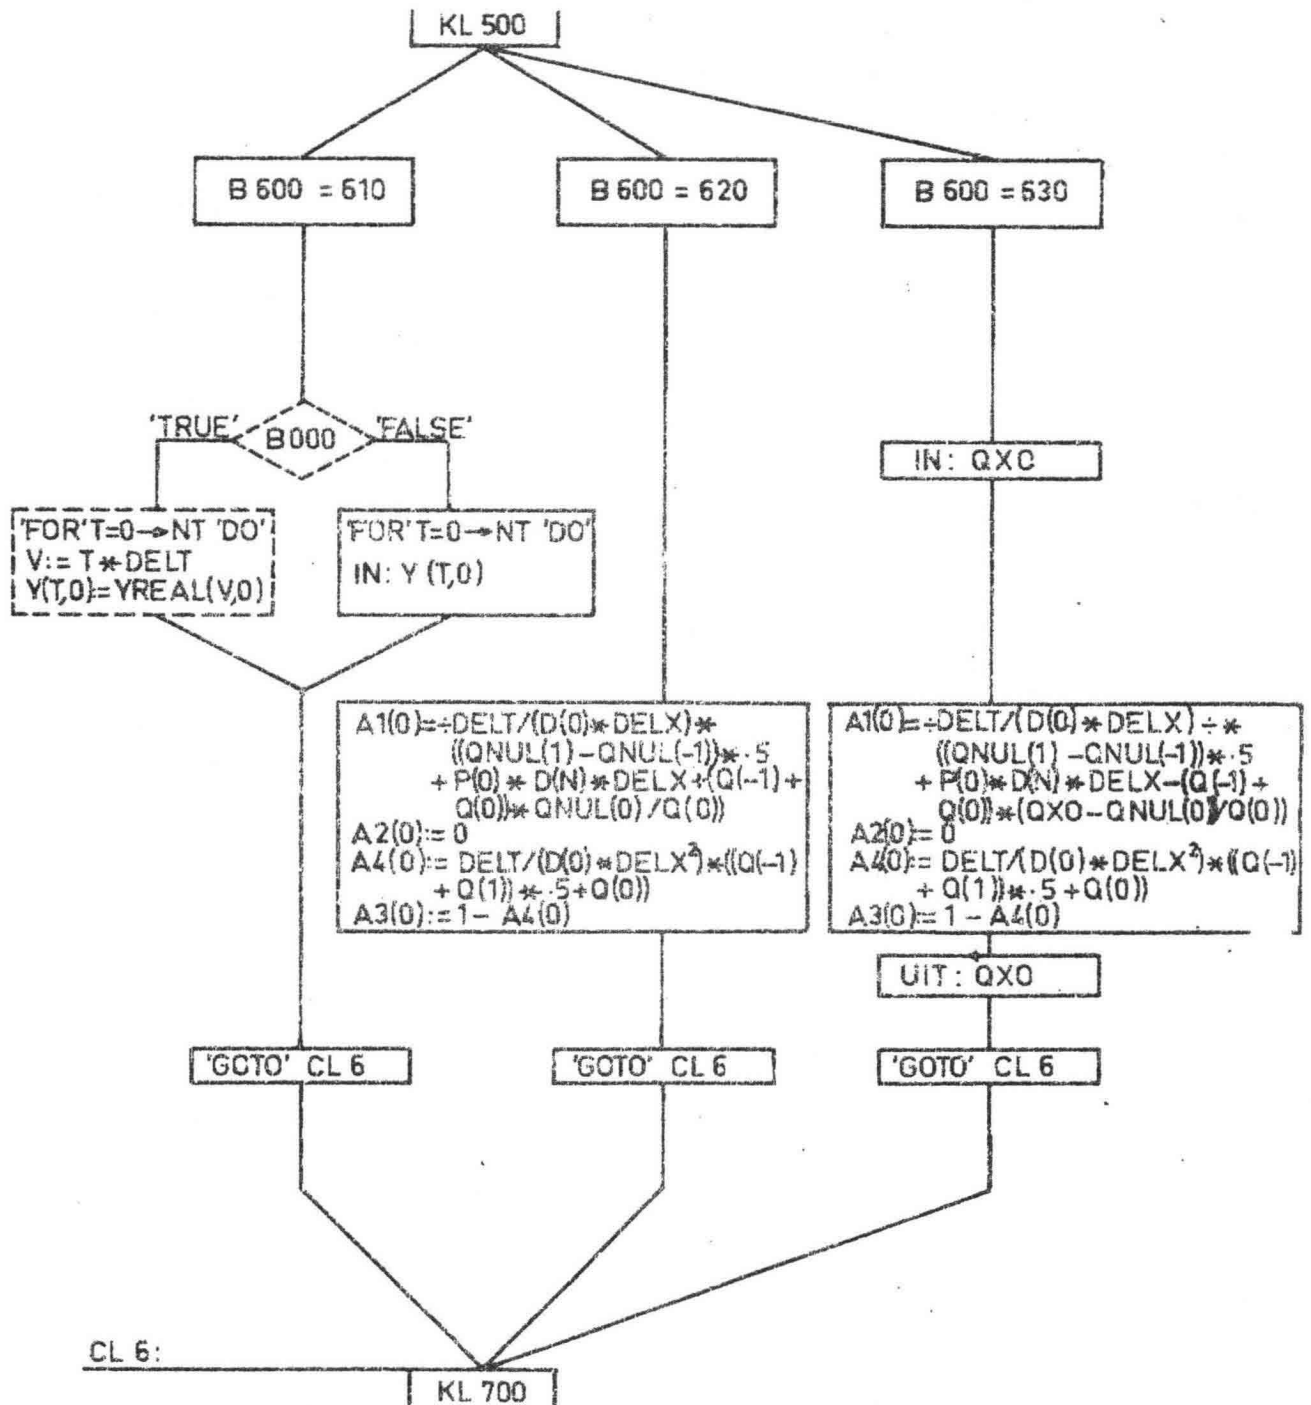 KL 500
B 600 = 610
B 600 = 620
B 600 = 630
'TRUE'
B000
'FALSE'
IN: QX0
'FOR' T=0→NT 'DO'
V:= T*DELT
Y(T,0):=YREAL(V,0)
'FOR' T=0→NT 'DO'
IN: Y (T,0)
A1(0)=÷DELT/(D(0)*DELX)*
((QNUL(1)-QNUL(-1))*.5
+P(0)*D(N)*DELX+(Q(-1)+
Q(0))*QNUL(0)/Q(0))
A2(0):=0
A4(0):= DELT/(D(0)*DELX²)*((Q(-1)
+Q(1))*.5+Q(0))
A3(0):=1-A4(0)
A1(0)=÷DELT/(D(0)*DELX)÷*
((QNUL(1)-QNUL(-1))*.5
+P(0)*D(N)*DELX-(Q(-1)+
Q(0))*(QX0-QNUL(0))/Q(0))
A2(0)=0
A4(0):= DELT/(D(0)*DELX²)*((Q(-1)
+Q(1))*.5+Q(0))
A3(0):=1-A4(0)
UIT: QX0
'GOTO' CL 6
'GOTO' CL 6
'GOTO' CL 6
CL 6:
KL 700